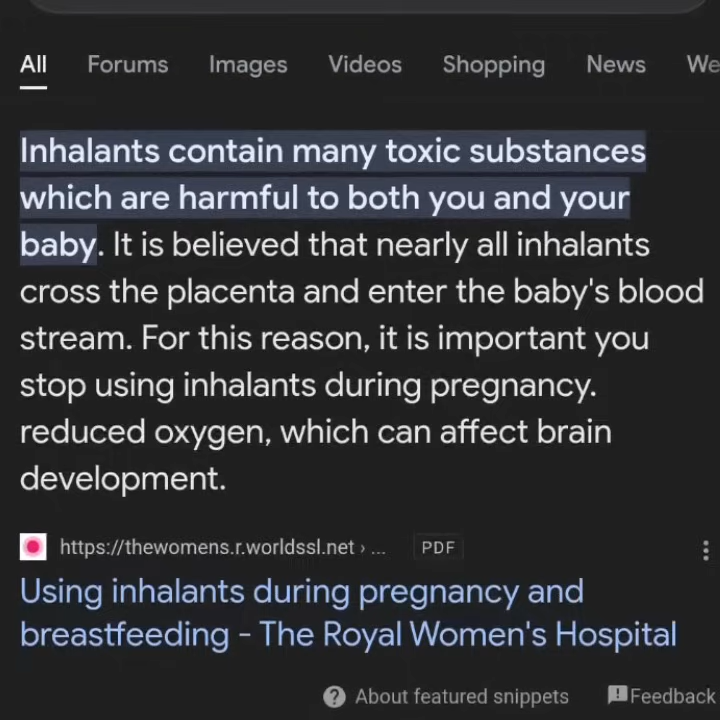 All Forums Images Videos Shopping News We
Inhalants contain many toxic substances
which are harmful to both you and your
baby. It is believed that nearly all inhalants
cross the placenta and enter the baby's blood
stream. For this reason, it is important you
stop using inhalants during pregnancy.
reduced oxygen, which can affect brain
development.
https://thewomens.r.worldssl.net › ... PDF
Using inhalants during pregnancy and
breastfeeding - The Royal Women's Hospital
About featured snippets Feedback